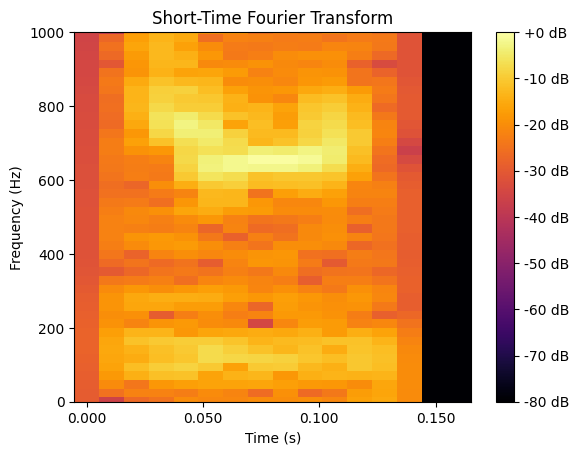 Short-Time Fourier Transform
Frequency (Hz)
1000
800
600
400
200
0
0.000
0.050
0.100
0.150
Time (s)
+0 dB
-10 dB
-20 dB
-30 dB
-40 dB
-50 dB
-60 dB
-70 dB
-80 dB